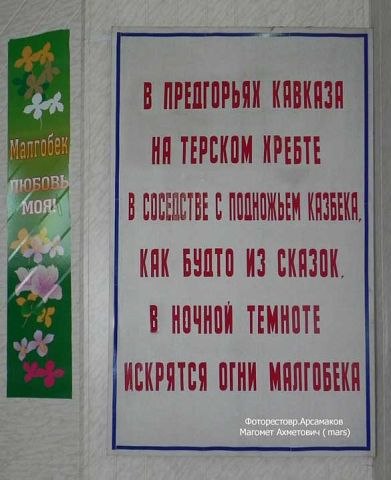 Малгобек
ЛЮБОВЬ
МОЯ!
В ПРЕДГОРЬЯХ КАВКАЗА
НА ТЕРСКОМ ХРЕБТЕ
В СОСЕДСТВЕ С ПОДНОЖЬЕМ КАЗБЕКА,
КАК БУДТО ИЗ СКАЗОК,
В НОЧНОЙ ТЕМНОТЕ
ИСКРЯТСЯ ОГНИ МАЛГОБЕКА
Фоторестовр.Арсамаков
Магомет Ахметович ( mars)